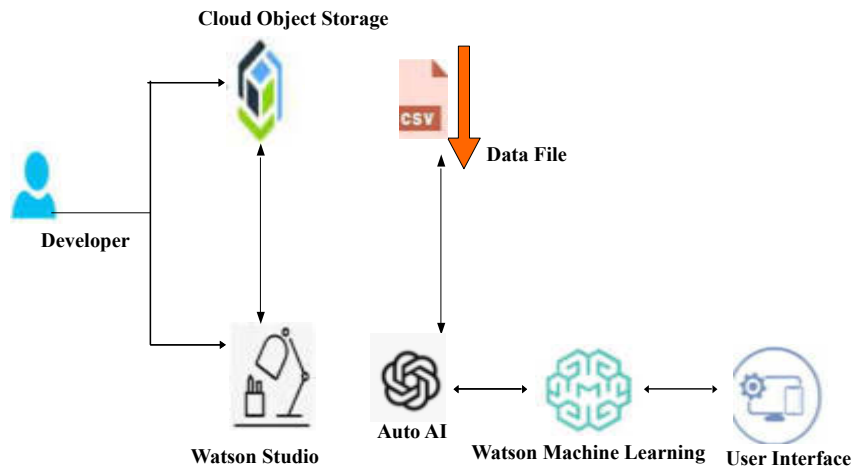 Cloud Object Storage
CSV
Data File
Developer
Auto AI
Watson Studio
Watson Machine Learning
User Interface